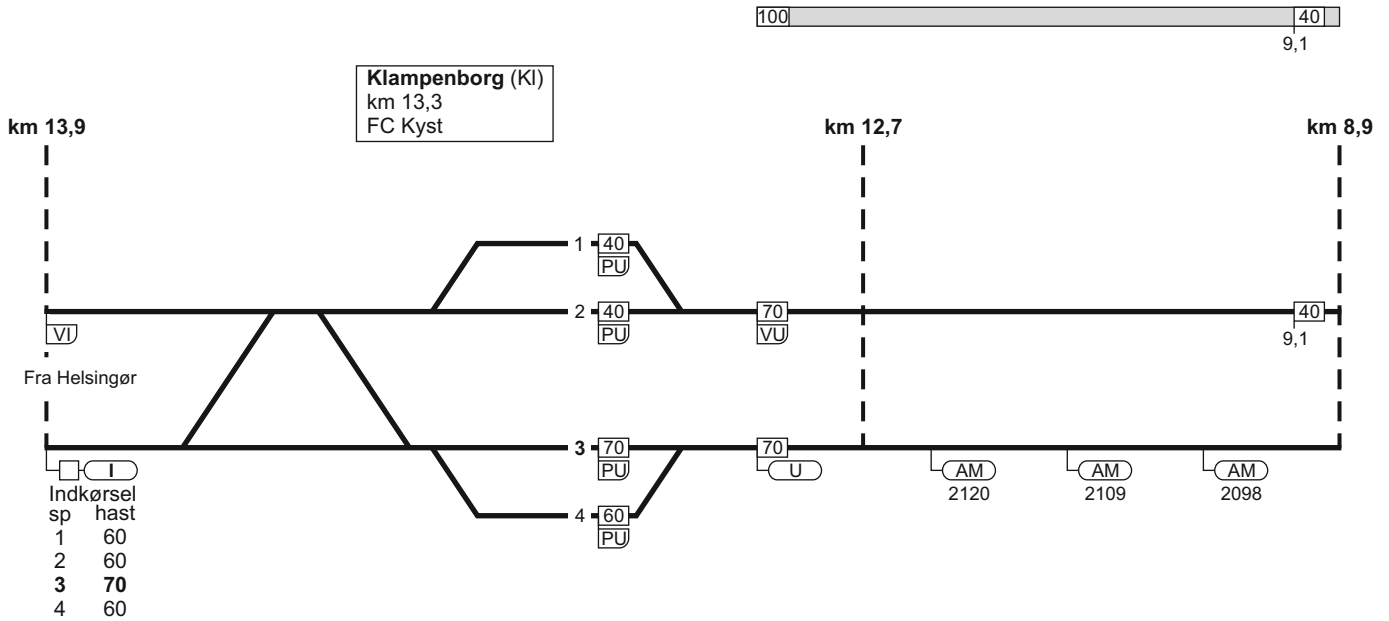 100
40
9,1
Klampenborg (Kl)
km 13,3
FC Kyst
km 13,9
km 12,7
km 8,9
1 40
PU
2 40
PU
70
VU
40
9,1
VI
Fra Helsingør
3 70
PU
70
U
I
AM
2120
AM
2109
AM
2098
4 60
PU
Indkørsel
sp hast
1 60
2 60
3 70
4 60